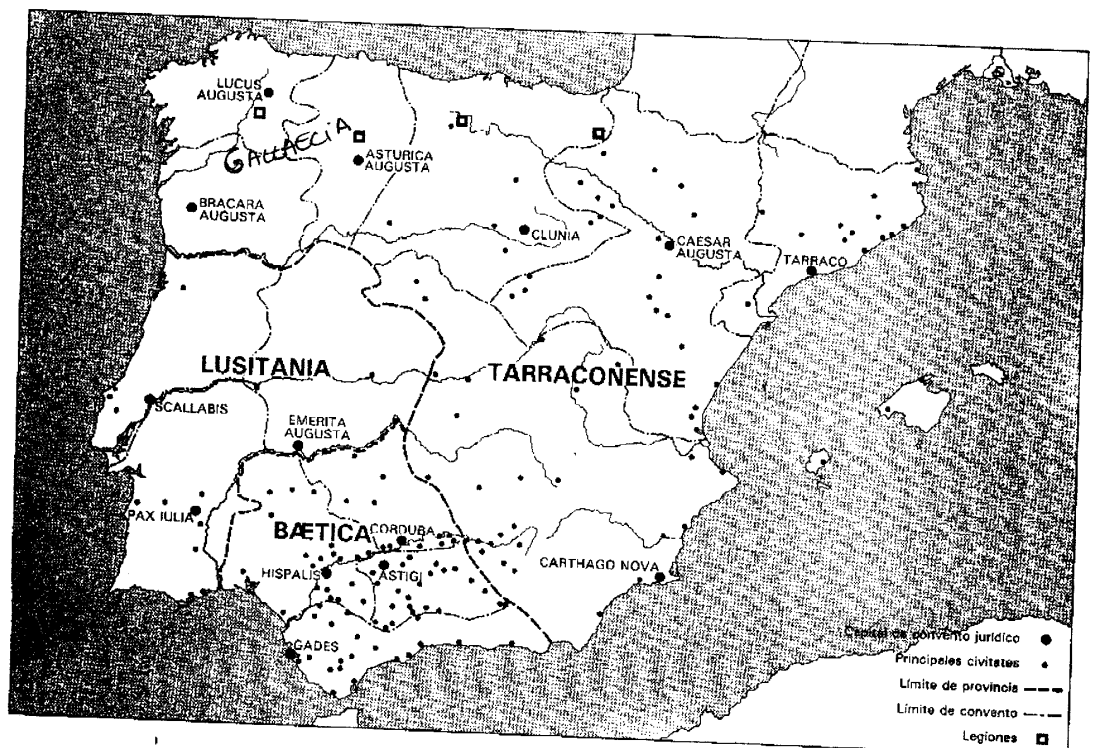 LUCUS
AUGUSTA
GALLAECIA
ASTURICA
AUGUSTA
BRACARA
AUGUSTA
CLUNIA
CAESAR
AUGUSTA
TARRACO
LUSITANIA
TARRACONENSE
SCALLABIS
EMERITA
AUGUSTA
PAX IULIA
BÆTICA
CORDUBA
HISPALIS
ASTIGI
CARTHAGO NOVA
GADES
Capital de convento jurídico
Principales civitates
Límite de provincia
Límite de convento
Legiones